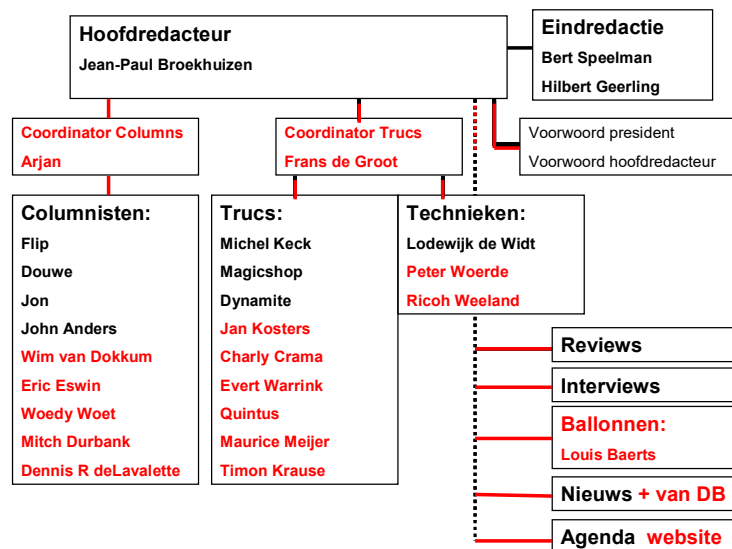 Hoofdredacteur
Jean-Paul Broekhuizen
Eindredactie
Bert Speelman
Hilbert Geerling
Coordinator Columns
Arjan
Coordinator Trucs
Frans de Groot
Voorwoord president
Voorwoord hoofdredacteur
Columnisten:
Flip
Douwe
Jon
John Anders
Wim van Dokkum
Eric Eswin
Woedy Woet
Mitch Durbank
Dennis R deLavalette
Trucs:
Michel Keck
Magicshop
Dynamite
Jan Kosters
Charly Crama
Evert Warrink
Quintus
Maurice Meijer
Timon Krause
Technieken:
Lodewijk de Widt
Peter Woerde
Ricoh Weeland
Reviews
Interviews
Ballonnen:
Louis Baerts
Nieuws + van DB
Agenda website